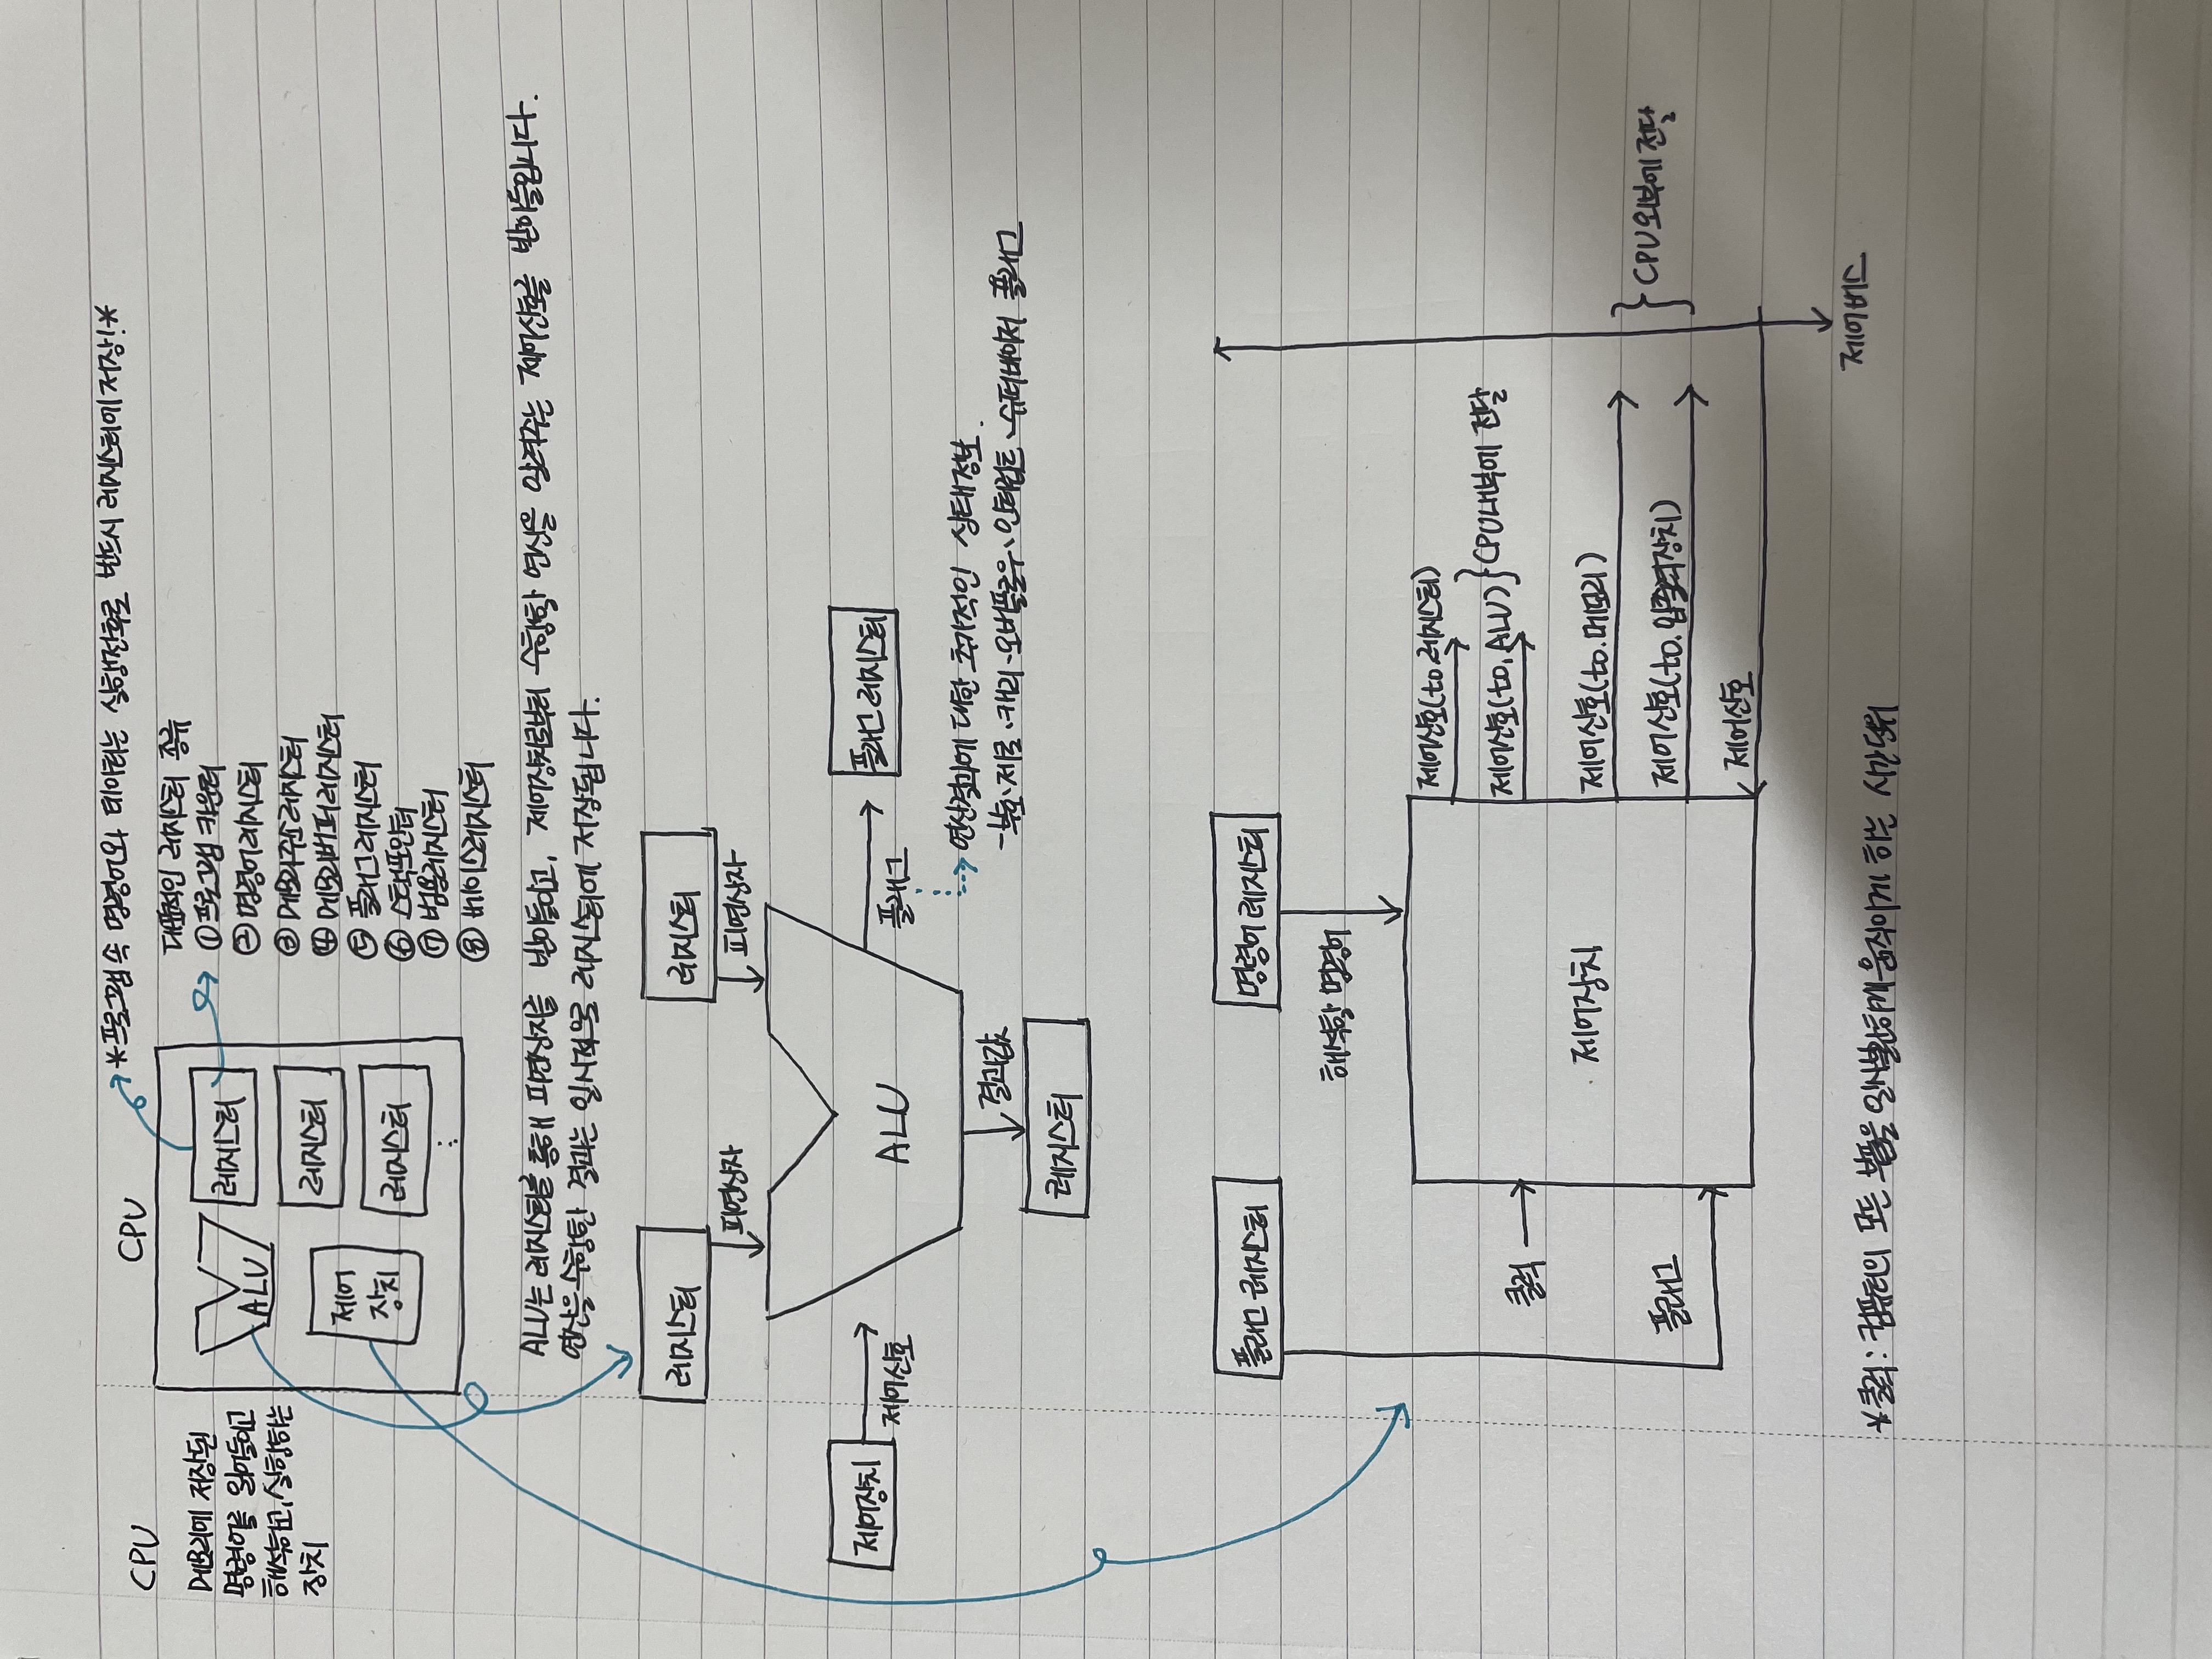 *프로그램 속 명령어와 데이터는 실행전후로 반드시 레지스터에 저장!*
CPU
메모리에 저장된
명령어를 읽어들이고
해석하고, 실행하는
장치
CPU
ALU
레지스터
레지스터
제어
장치
레지스터
대표적인 레지스터 종류
① 프로그램 카운터
② 명령어레지스터
③ 메모리주소레지스터
④ 메모리버퍼레지스터
⑤ 플래그레지스터
⑥ 스택포인터
⑦ 범용레지스터
⑧ 베이스레지스터
ALU는 레지스터를 통해 피연산자를 받아들이고, 제어장치로부터 수행할 연산을 알려주는 제어신호를 받아들입니다.
연산을 수행한 결과는 일시적으로 레지스터에 저장됩니다.
레지스터
레지스터
피연산자
피연산자
제어장치
제어신호
ALU
플래그
플래그 레지스터
연산결과에 대한 추가적인 상태정보.
-부호、제로、캐리、오버플로우、인터럽트、슈퍼바이저 플래그
결과값
레지스터
플래그 레지스터
명령어 레지스터
해석할 명령어
제어신호(to.레지스터)
제어신호(to.ALU)
CPU내부에 전달
클럭
제어장치
제어신호(to.메모리)
제어신호(to.입출력장치)
CPU외부에 전달
플래그
제어신호
제어버스
*클럭: 컴퓨터의 모든 부품을 일사불란하게 움직이게 하는 시간단위